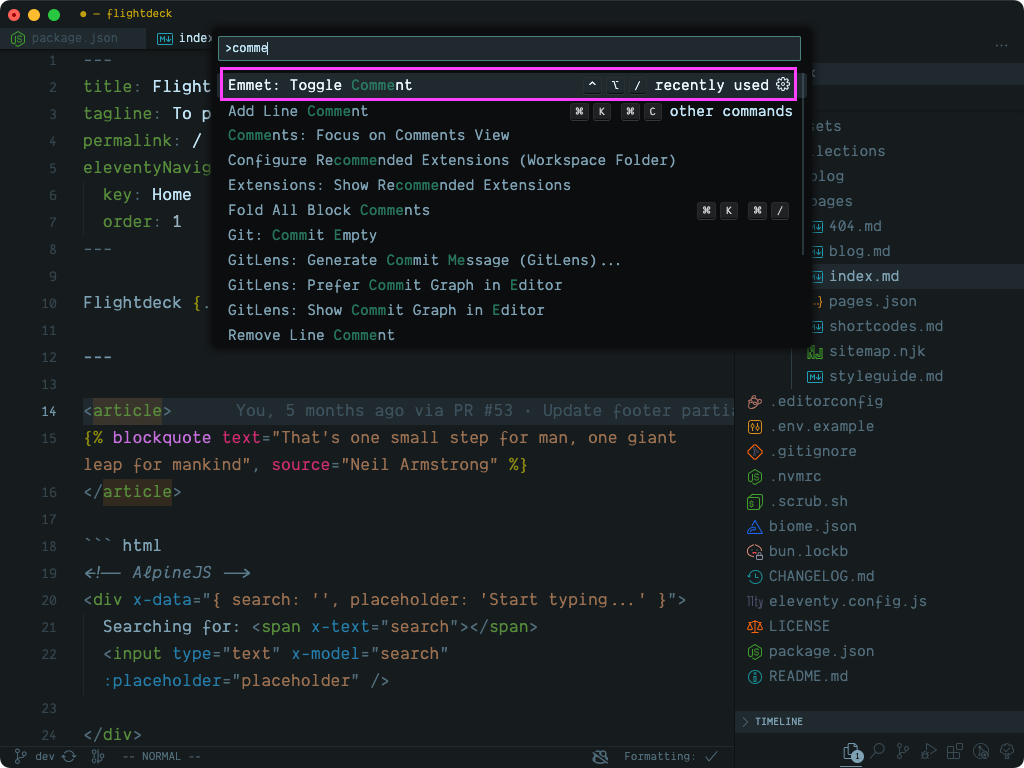 ● — flightdeck
package.json
index
>comme
Emmet: Toggle Comment ^ ⌥ / recently used
Add Line Comment ⌘ K ⌘ C other commands
Comments: Focus on Comments View
Configure Recommended Extensions (Workspace Folder)
Extensions: Show Recommended Extensions
Fold All Block Comments ⌘ K ⌘ /
Git: Commit Empty
GitLens: Generate Commit Message (GitLens)...
GitLens: Prefer Commit Graph in Editor
GitLens: Show Commit Graph in Editor
Remove Line Comment
1 ---
2 title: Flight
3 tagline: To p
4 permalink: /
5 eleventyNavig
6 key: Home
7 order: 1
8 ---
9
10 Flightdeck {.
11
12 ---
13
14 <article> You, 5 months ago via PR #53 · Update footer partia
15 {% blockquote text="That's one small step for man, one giant
leap for mankind", source="Neil Armstrong" %}
16 </article>
17
18 ``` html
19 <!-- AlpineJS -->
20 <div x-data="{ search: '', placeholder: 'Start typing...' }">
21 Searching for: <span x-text="search"></span>
22 <input type="text" x-model="search"
:placeholder="placeholder" />
23
24 </div>
...
sets
llections
blog
pages
404.md
blog.md
index.md
pages.json
shortcodes.md
sitemap.njk
styleguide.md
.editorconfig
.env.example
.gitignore
.nvmrc
.scrub.sh
biome.json
bun.lockb
CHANGELOG.md
11ty eleventy.config.js
LICENSE
package.json
README.md
TIMELINE
dev -- NORMAL -- Formatting: ✓
1